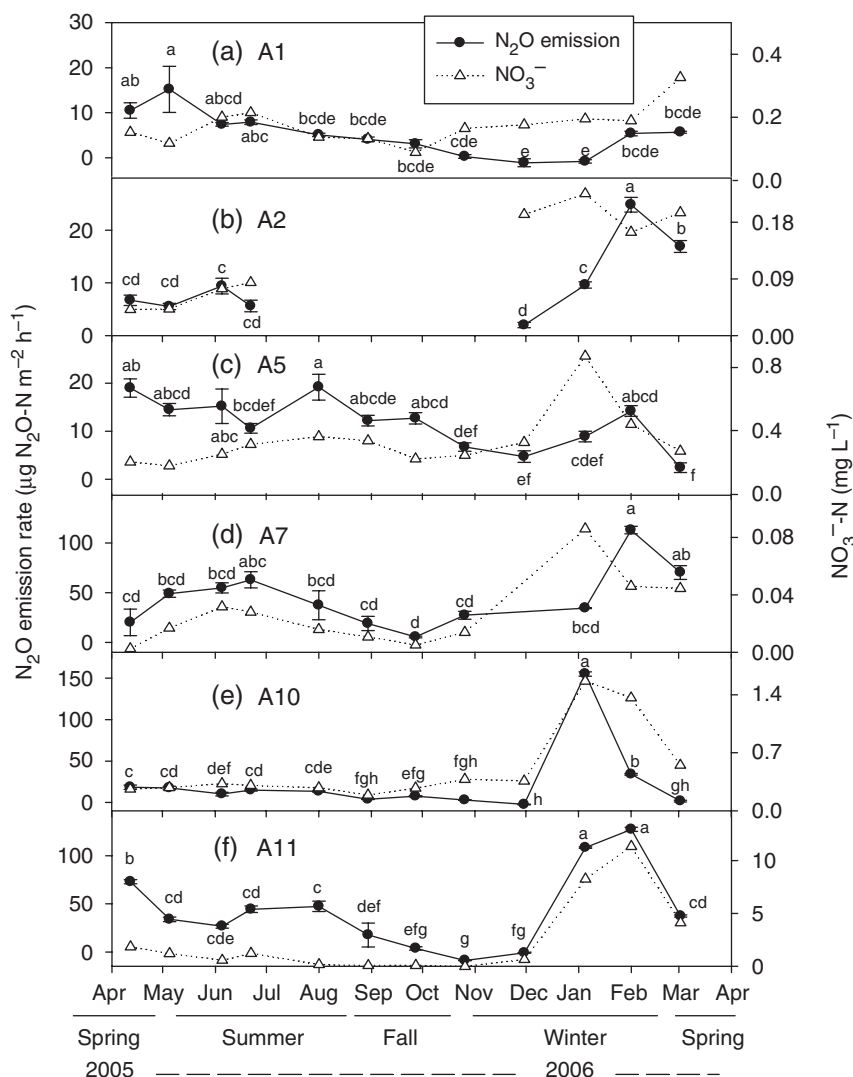 N₂O emission
NO₃⁻
N₂O emission rate (μg N₂O-N m⁻² h⁻¹)
NO₃⁻-N (mg L⁻¹)
(a) A1
30
20
10
0
0.4
0.2
0.0
ab
a
abcd
abc
bcde
bcde
bcde
cde
e
e
bcde
bcde
(b) A2
20
10
0
0.18
0.09
0.00
cd
cd
c
cd
d
c
a
b
(c) A5
20
10
0
0.8
0.4
0.0
ab
abcd
abc
bcdef
a
abcde
abcd
def
ef
cdef
abcd
f
(d) A7
100
50
0
0.08
0.04
0.00
cd
bcd
bcd
abc
bcd
cd
d
cd
bcd
a
ab
(e) A10
150
100
50
0
1.4
0.7
0.0
c
cd
def
cd
cde
fgh
efg
fgh
h
a
b
gh
(f) A11
100
50
0
10
5
0
b
cd
cde
cd
c
def
efg
g
fg
a
a
cd
Apr May Jun Jul Aug Sep Oct Nov Dec Jan Feb Mar Apr
Spring Summer Fall Winter Spring
2005 2006